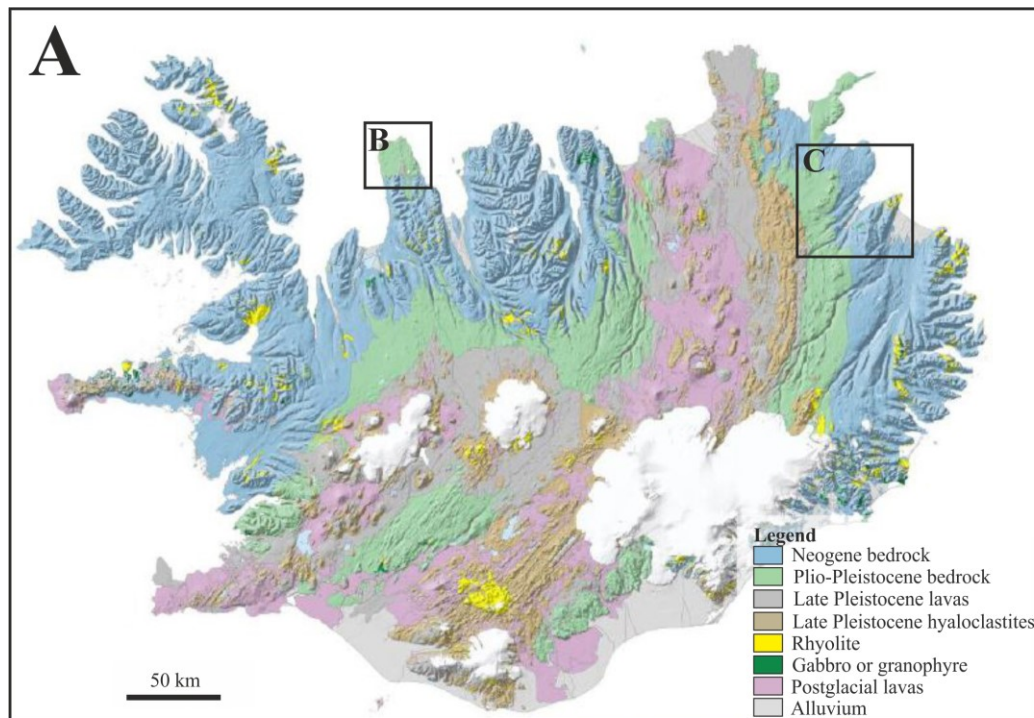 A
B
C
Legend
Neogene bedrock
Plio-Pleistocene bedrock
Late Pleistocene lavas
Late Pleistocene hyaloclastites
Rhyolite
Gabbro or granophyre
Postglacial lavas
Alluvium
50 km